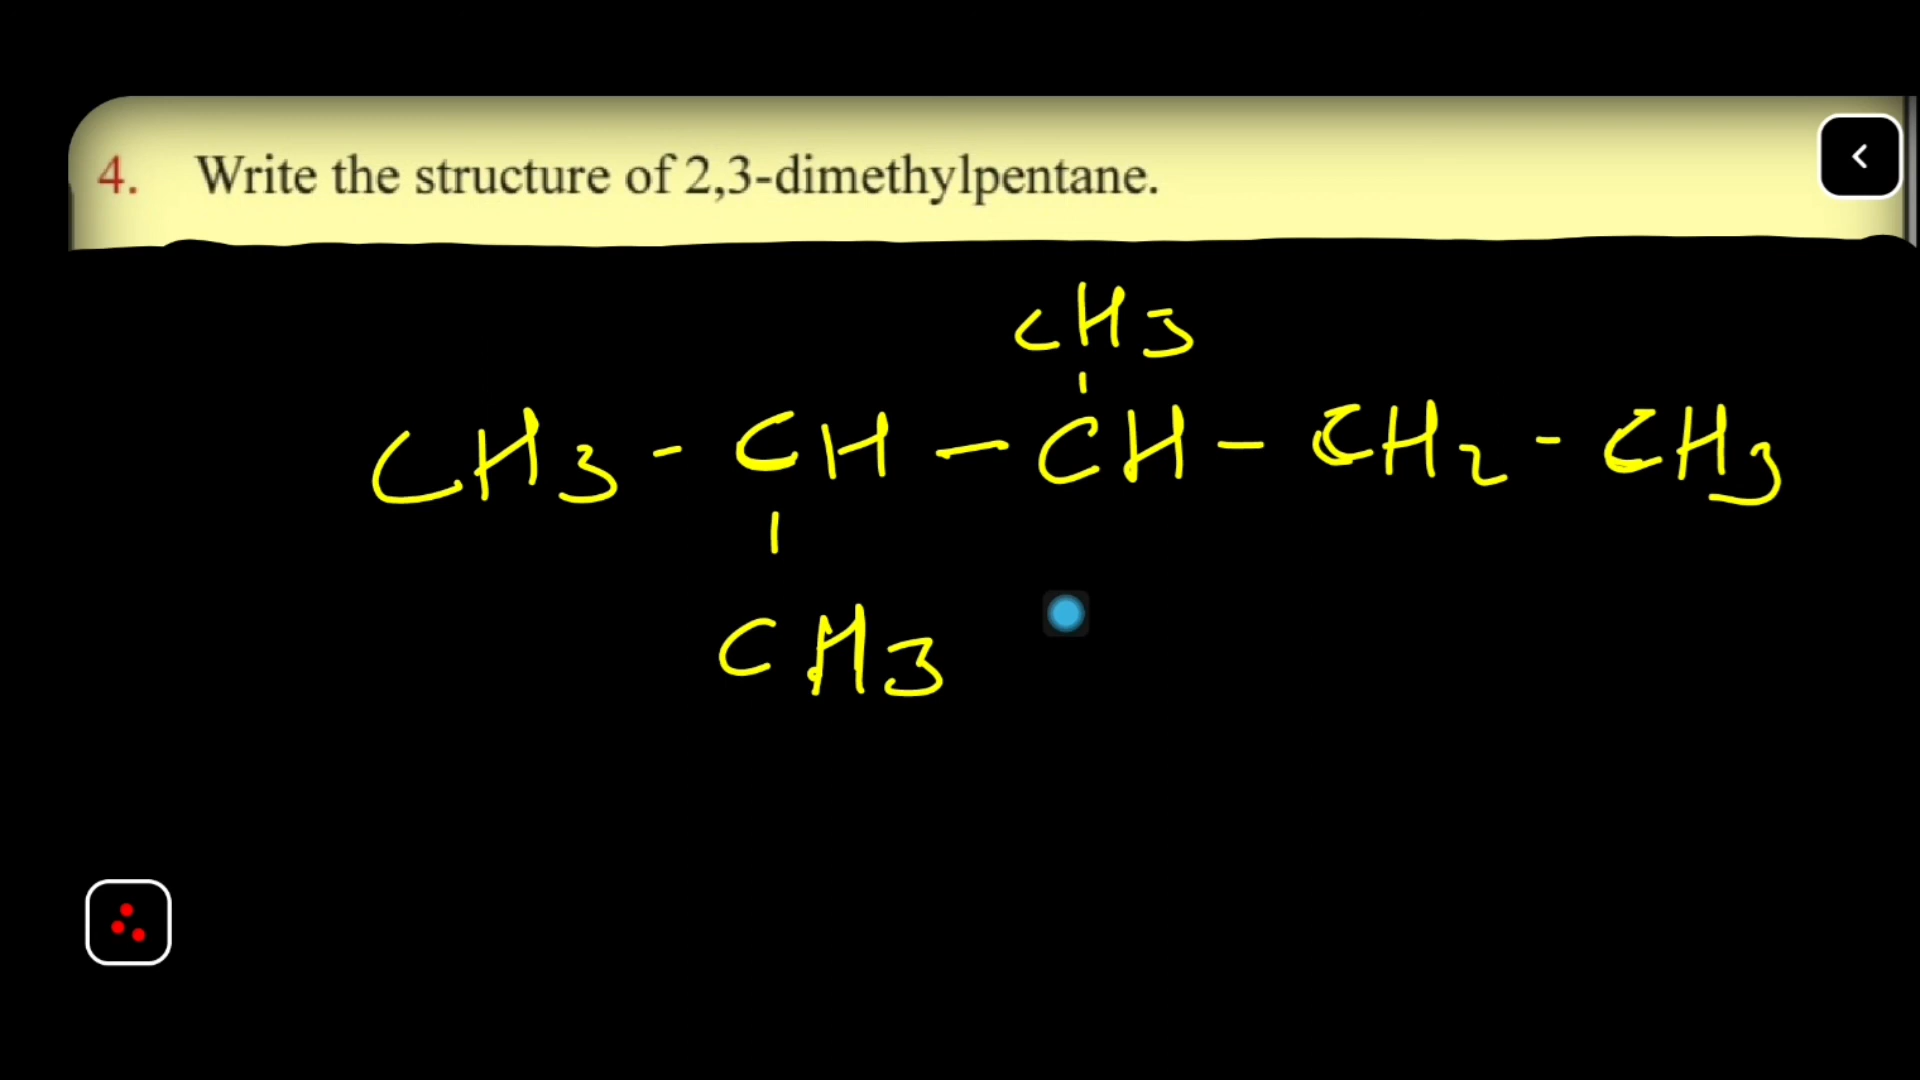 4. Write the structure of 2,3-dimethylpentane.
CH3
CH3 - CH - CH - CH2 - CH3
CH3